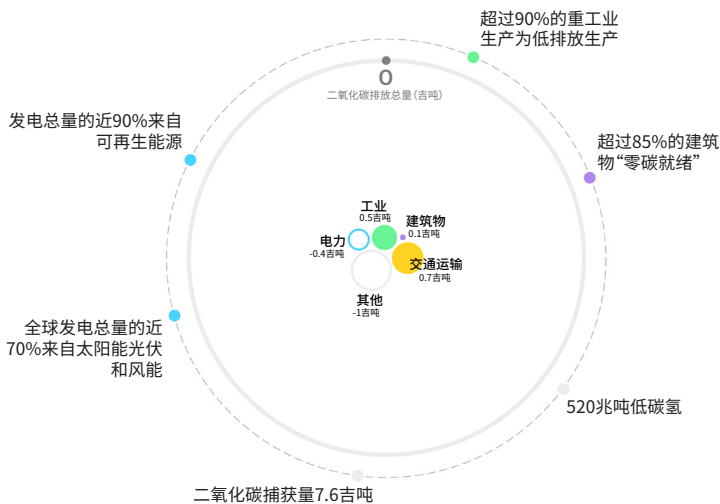 超过90%的重工业
生产为低排放生产
0
二氧化碳排放总量（吉吨）
发电总量的近90%来自
可再生能源
超过85%的建筑
物“零碳就绪”
工业
0.5吉吨
建筑物
0.1吉吨
电力
-0.4吉吨
交通运输
0.7吉吨
其他
-1吉吨
全球发电总量的近
70%来自太阳能光伏
和风能
520兆吨低碳氢
二氧化碳捕获量7.6吉吨